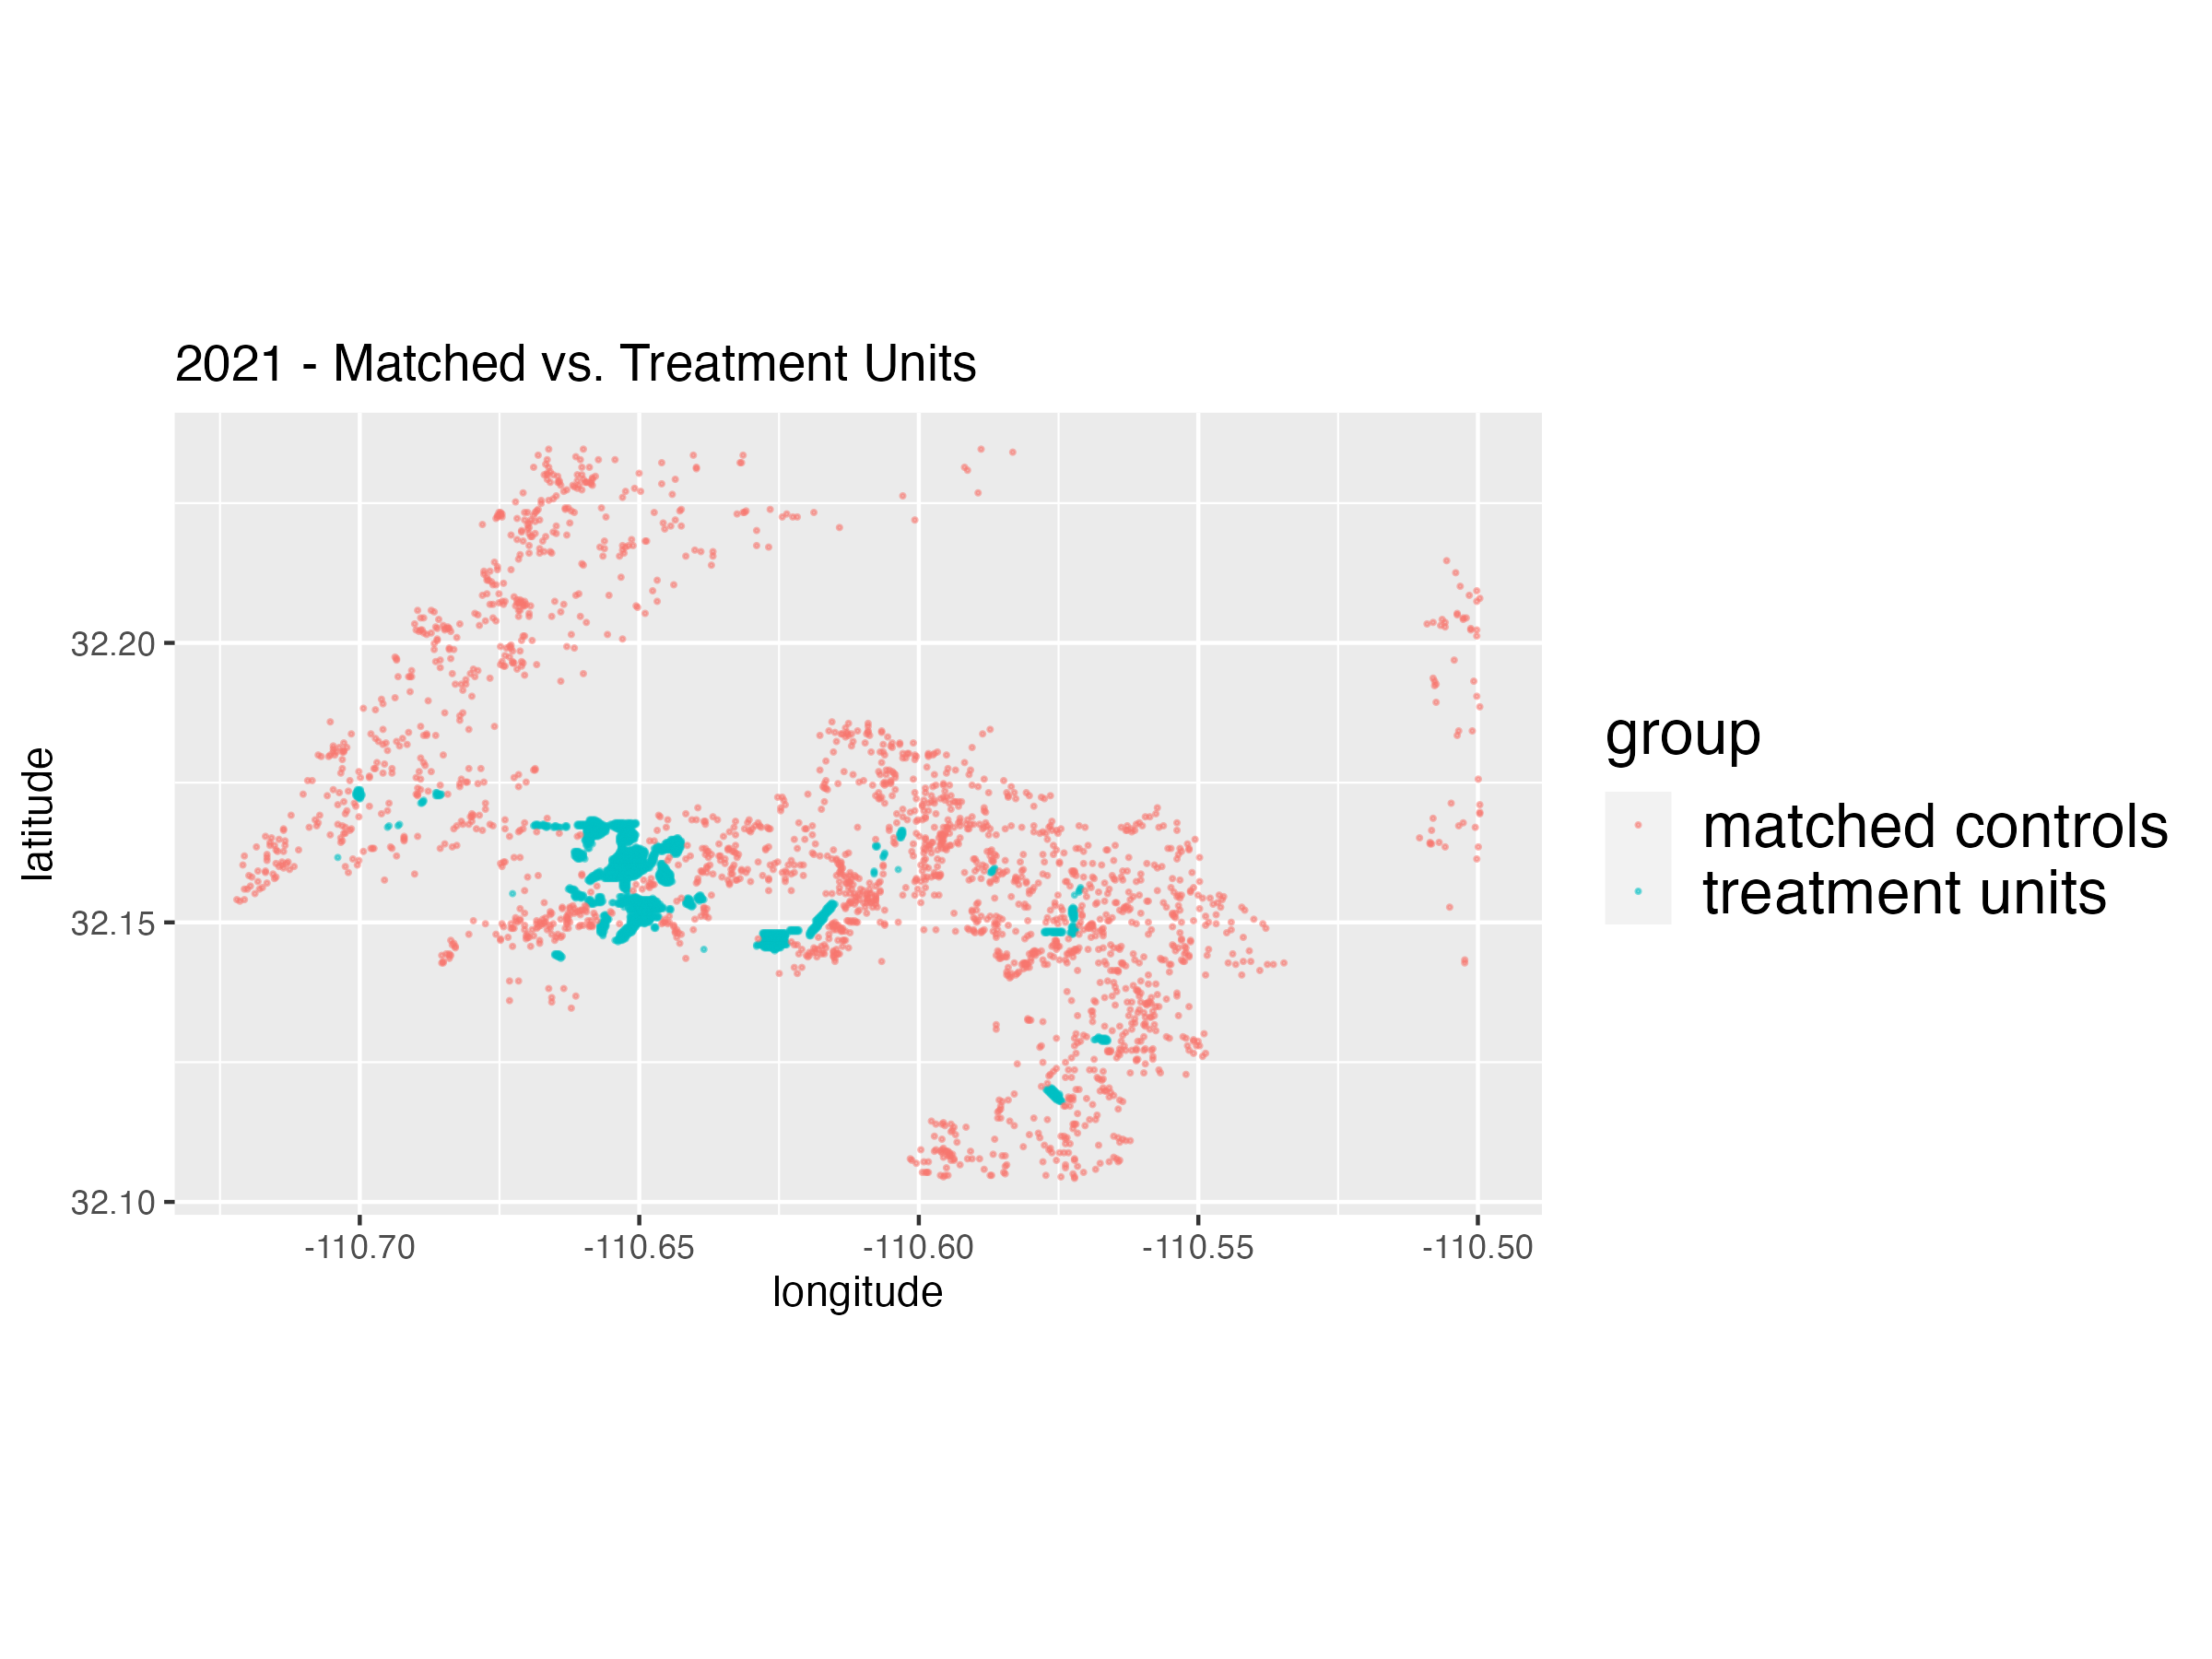 2021 - Matched vs. Treatment Units
32.20
32.15
32.10
latitude
-110.70
-110.65
-110.60
-110.55
-110.50
longitude
group
matched controls
treatment units